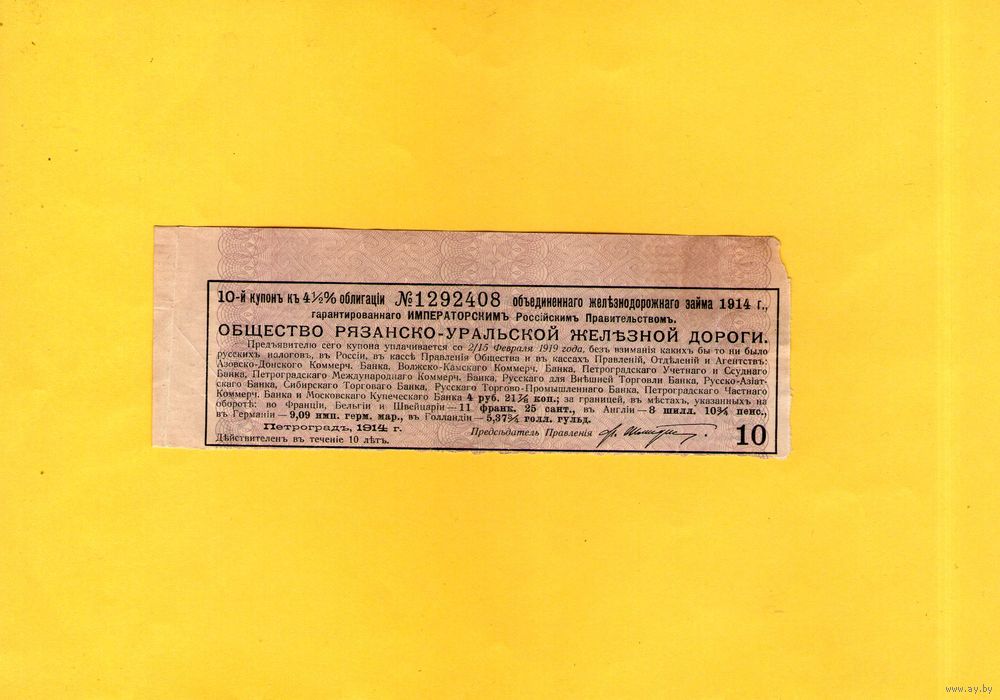 10-й купонъ къ 4½% облигаціи №1292408 объединеннаго желѣзнодорожнаго займа 1914 г.,
гарантированнаго ИМПЕРАТОРСКИМЪ Россійскимъ Правительствомъ.
ОБЩЕСТВО РЯЗАНСКО-УРАЛЬСКОЙ ЖЕЛѢЗНОЙ ДОРОГИ.
Предъявителю сего купона уплачивается со 2/15 Февраля 1919 года, безъ взиманія какихъ бы то ни было
русскихъ налоговъ, въ Россіи, въ кассѣ Правленія Общества и въ кассахъ Правленій, Отдѣленій и Агентствъ:
Азовско-Донского Коммерч. Банка, Волжско-Камскаго Коммерч, Банка, Петроградскаго Учетнаго и Ссуднаго
Банка, Петроградскаго Международнаго Коммерч. Банка, Русскаго для Внѣшней Торговли Банка, Русско-Азіат-
скаго Банка, Сибирскаго Торговаго Банка, Русскаго Торгово-Промышленнаго Банка, Петроградскаго Частнаго
Коммерч. Банка и Московскаго Купеческаго Банка 4 руб. 21½ коп.; за границей, въ мѣстахъ, указанныхъ на
оборотѣ: во Франціи, Бельгіи и Швейцаріи—11 франк. 25 сант., въ Англіи—8 шилл. 10¾ пенс.,
въ Германіи—9,09 имп. герм. мар., въ Голландіи—5,37¾ голл. гульд.
Петроградъ, 1914 г.
Предсѣдатель Правленія
Дѣйствителенъ въ теченіе 10 лѣтъ.
10
www.ay.by